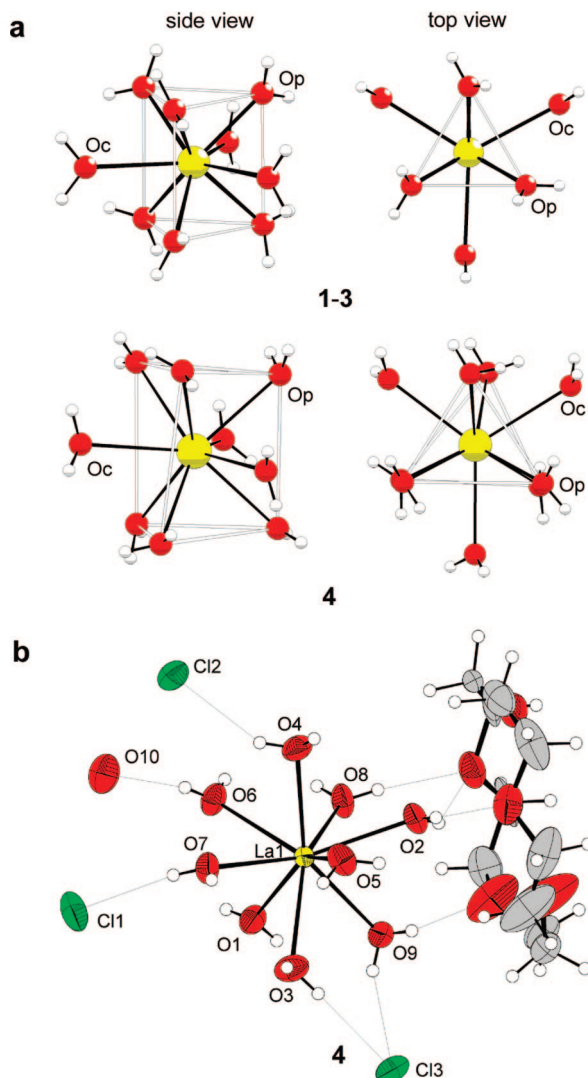 a
side view
top view
Op
Oc
Oc
Op
1-3
Op
Oc
Oc
Op
4
b
Cl2
O4
O10
O8
O6
O2
O7
La1
O5
Cl1
O1
O9
O3
4
Cl3